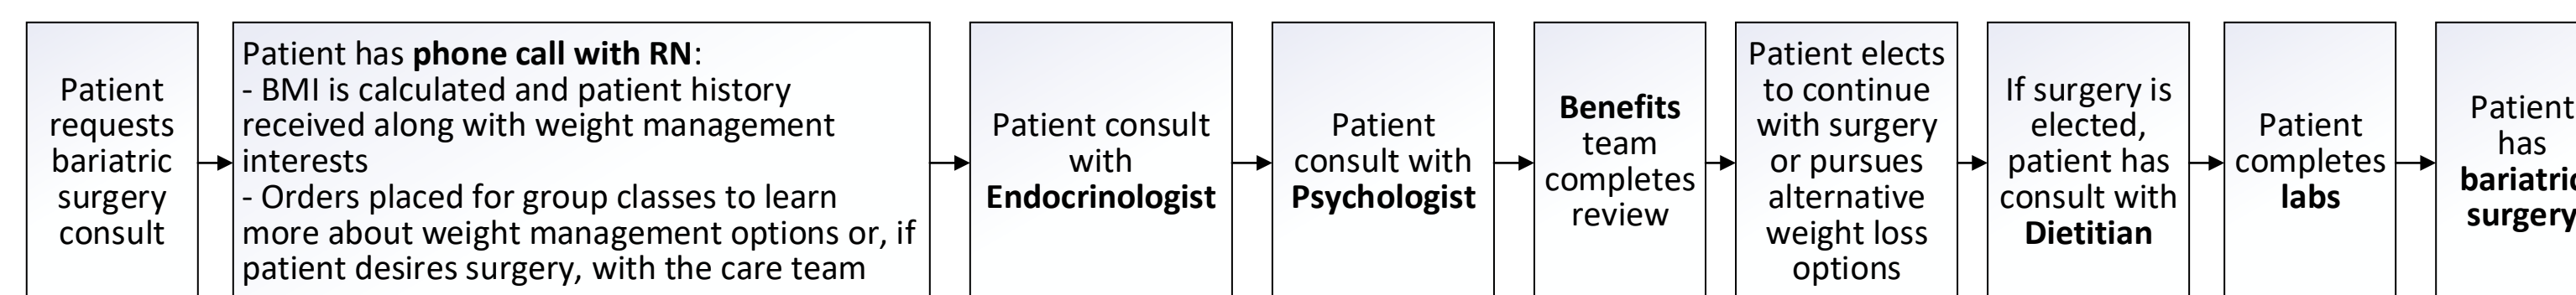 Patient
requests
bariatric
surgery
consult
Patient has phone call with RN:
- BMI is calculated and patient history
received along with weight management
interests
- Orders placed for group classes to learn
more about weight management options or, if
patient desires surgery, with the care team
Patient consult
with
Endocrinologist
Patient
consult with
Psychologist
Benefits
team
completes
review
Patient elects
to continue
with surgery
or pursues
alternative
weight loss
options
If surgery is
elected,
patient has
consult with
Dietitian
Patient
completes
labs
Patient
has
bariatric
surgery